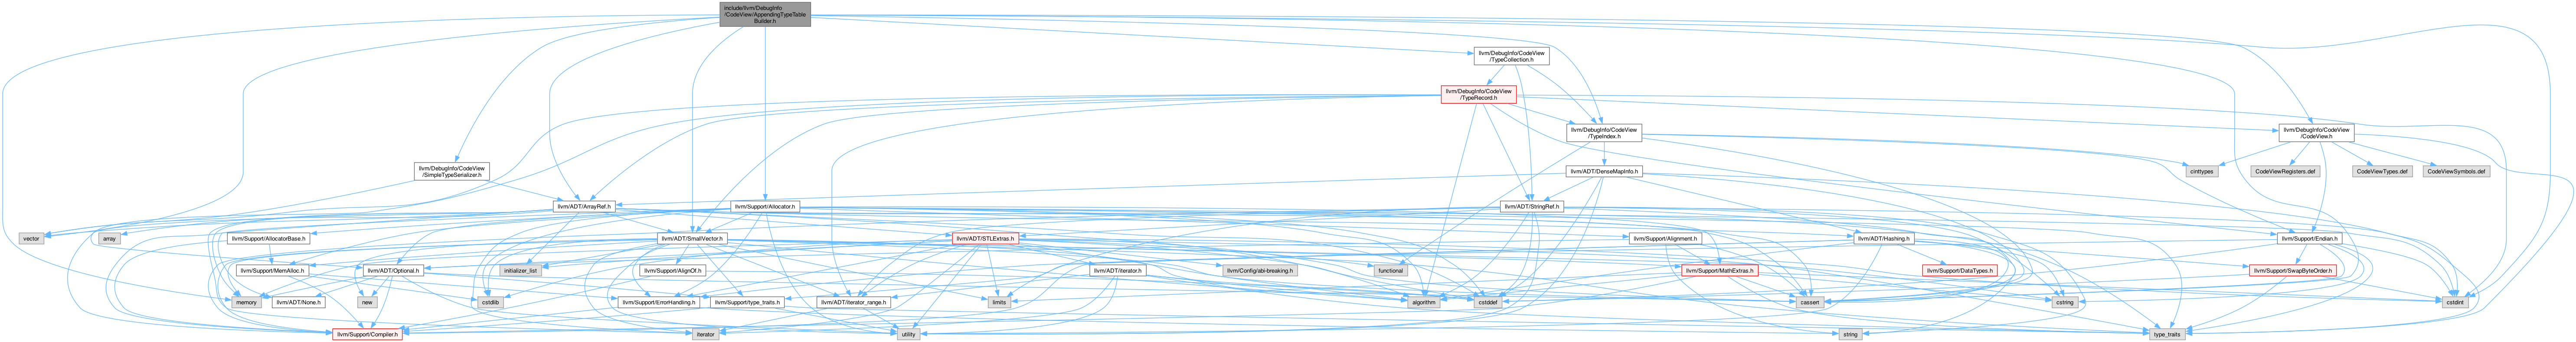 include/llvm/DebugInfo
/CodeView/AppendingTypeTable
Builder.h
llvm/DebugInfo/CodeView
/TypeCollection.h
llvm/DebugInfo/CodeView
/TypeRecord.h
llvm/DebugInfo/CodeView
/TypeIndex.h
llvm/DebugInfo/CodeView
/CodeView.h
llvm/DebugInfo/CodeView
/SimpleTypeSerializer.h
llvm/ADT/DenseMapInfo.h
cinttypes
CodeViewRegisters.def
CodeViewTypes.def
CodeViewSymbols.def
llvm/ADT/ArrayRef.h
llvm/Support/Allocator.h
llvm/ADT/StringRef.h
vector
array
llvm/Support/AllocatorBase.h
llvm/ADT/SmallVector.h
llvm/ADT/STLExtras.h
llvm/Support/Alignment.h
llvm/ADT/Hashing.h
llvm/Support/Endian.h
llvm/Support/MemAlloc.h
llvm/ADT/Optional.h
initializer_list
llvm/Support/AlignOf.h
llvm/ADT/iterator.h
llvm/Config/abi-breaking.h
functional
llvm/Support/MathExtras.h
llvm/Support/DataTypes.h
llvm/Support/SwapByteOrder.h
memory
llvm/ADT/None.h
new
cstdlib
llvm/Support/ErrorHandling.h
llvm/Support/type_traits.h
llvm/ADT/iterator_range.h
limits
algorithm
cstddef
cassert
cstring
cstdint
llvm/Support/Compiler.h
iterator
utility
string
type_traits